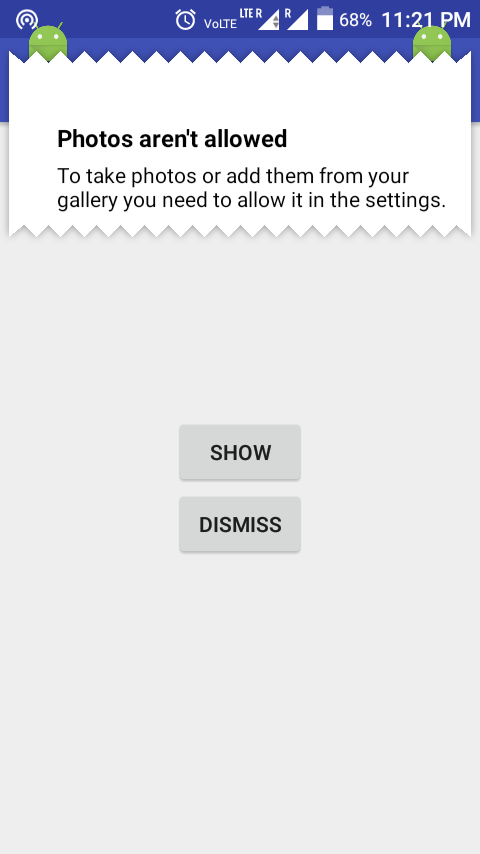 VoLTE LTE R R 68% 11:21 PM
Photos aren't allowed
To take photos or add them from your
gallery you need to allow it in the settings.
SHOW
DISMISS